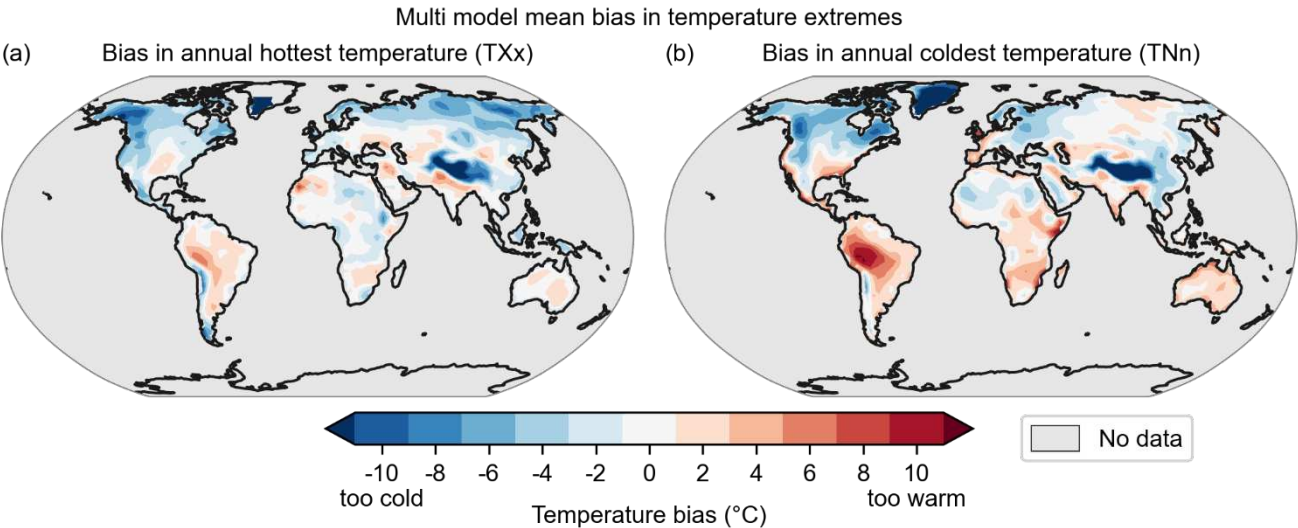 Multi model mean bias in temperature extremes
(a) Bias in annual hottest temperature (TXx)
(b) Bias in annual coldest temperature (TNn)
-10 -8 -6 -4 -2 0 2 4 6 8 10
too cold too warm
Temperature bias (°C)
No data